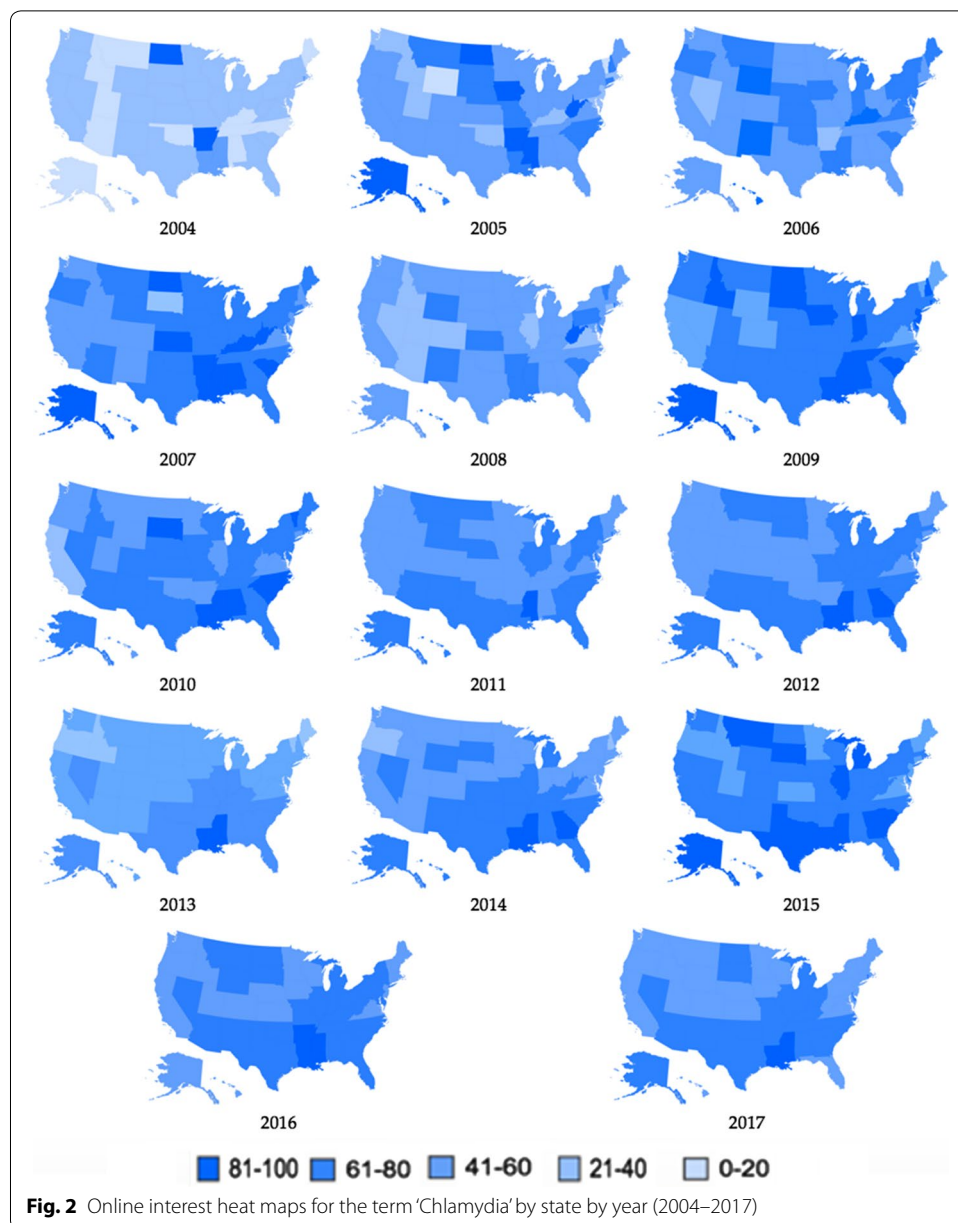 2004 2005 2006
2007 2008 2009
2010 2011 2012
2013 2014 2015
2016 2017
81-100 61-80 41-60 21-40 0-20
Fig. 2 Online interest heat maps for the term ‘Chlamydia’ by state by year (2004–2017)